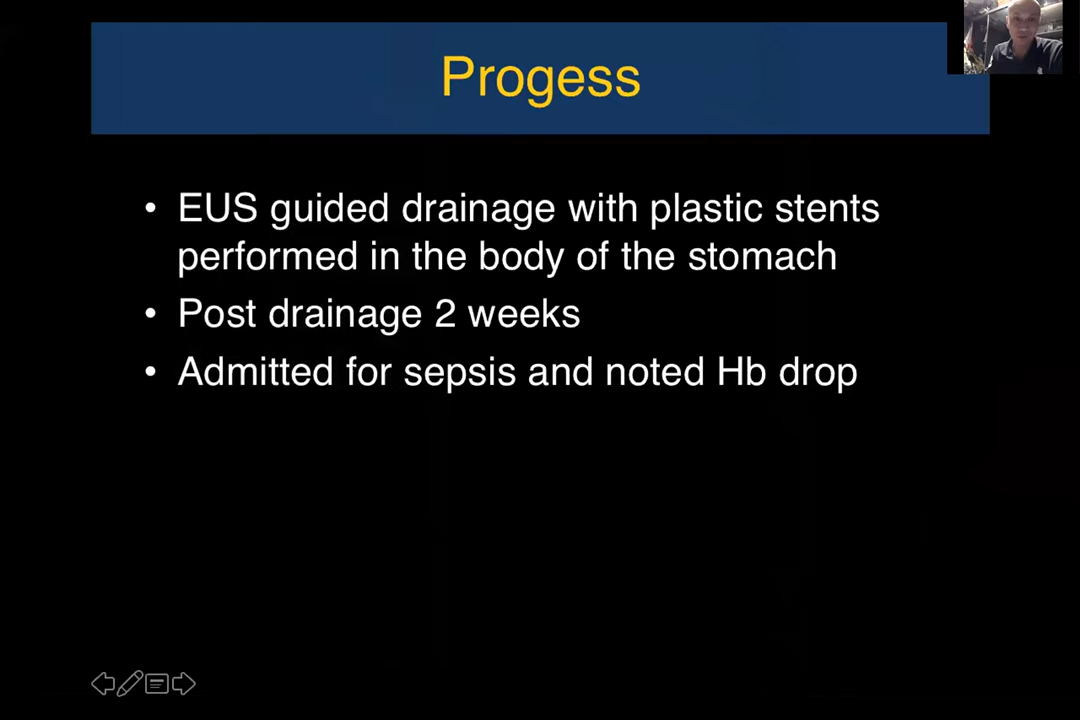 Progess
• EUS guided drainage with plastic stents
performed in the body of the stomach
• Post drainage 2 weeks
• Admitted for sepsis and noted Hb drop